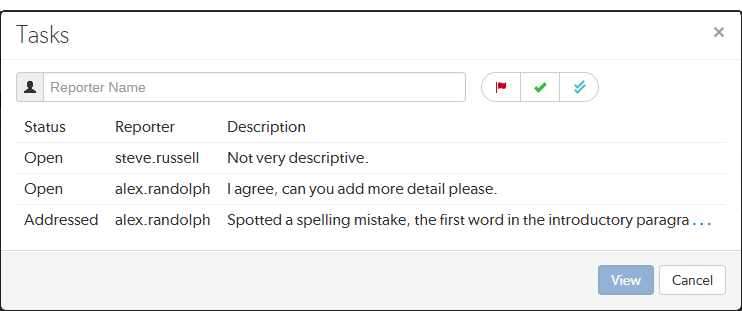 Tasks ×
Reporter Name
Status Reporter Description
Open steve.russell Not very descriptive.
Open alex.randolph I agree, can you add more detail please.
Addressed alex.randolph Spotted a spelling mistake, the first word in the introductory paragra...
View Cancel